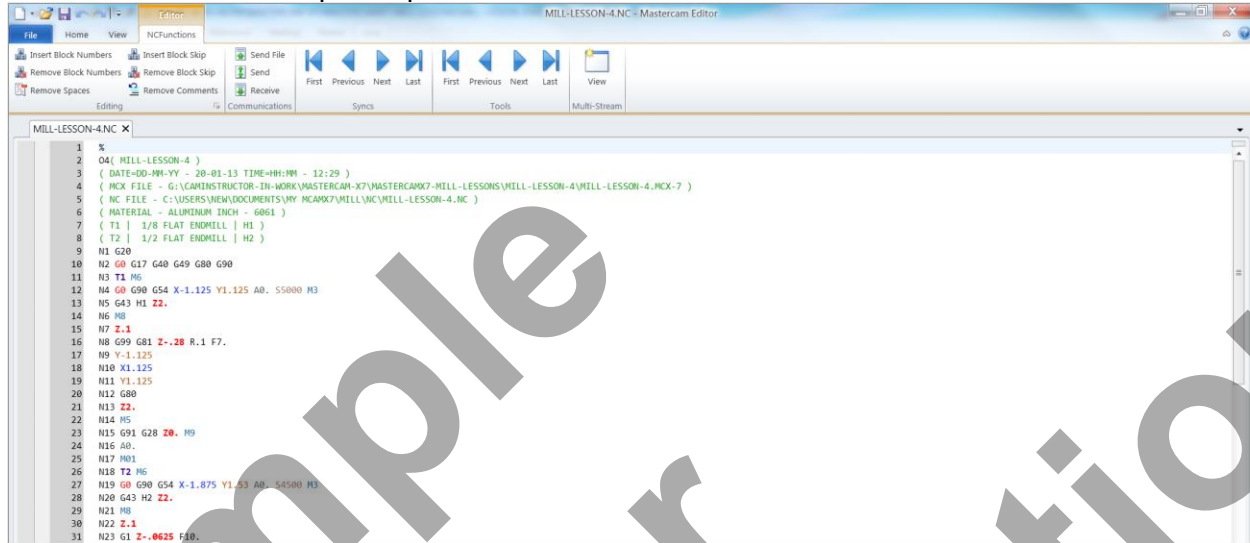 MILL-LESSON-4.NC - Mastercam Editor
Editor
File Home View NCFunctions
Insert Block Numbers Insert Block Skip Send File
Remove Block Numbers Remove Block Skip Send
Remove Spaces Remove Comments Receive
First Previous Next Last First Previous Next Last View
Editing Communications Syncs Tools Multi-Stream
MILL-LESSON-4.NC
1 %
2 O4( MILL-LESSON-4 )
3 ( DATE=DD-MM-YY - 20-01-13 TIME=HH:MM - 12:29 )
4 ( MCX FILE - G:\CAMINSTRUCTOR-IN-WORK\MASTERCAM-X7\MASTERCAMX7-MILL-LESSONS\MILL-LESSON-4\MILL-LESSON-4.MCX-7 )
5 ( NC FILE - C:\USERS\NEW\DOCUMENTS\MY MCAMX7\MILL\NC\MILL-LESSON-4.NC )
6 ( MATERIAL - ALUMINUM INCH - 6061 )
7 ( T1 | 1/8 FLAT ENDMILL | H1 )
8 ( T2 | 1/2 FLAT ENDMILL | H2 )
9 N1 G20
10 N2 G0 G17 G40 G49 G80 G90
11 N3 T1 M6
12 N4 G0 G90 G54 X-1.125 Y1.125 A0. S5000 M3
13 N5 G43 H1 Z2.
14 N6 M8
15 N7 Z.1
16 N8 G99 G81 Z-.28 R.1 F7.
17 N9 Y-1.125
18 N10 X1.125
19 N11 Y1.125
20 N12 G80
21 N13 Z2.
22 N14 M5
23 N15 G91 G28 Z0. M9
24 N16 A0.
25 N17 M01
26 N18 T2 M6
27 N19 G0 G90 G54 X-1.875 Y1.53 A0. S4500 M3
28 N20 G43 H2 Z2.
29 N21 M8
30 N22 Z.1
31 N23 G1 Z-.0625 F10.